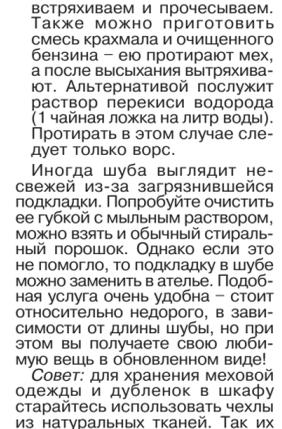 встряхиваем и прочесываем.
Также можно приготовить
смесь крахмала и очищенного
бензина – ею протирают мех,
а после высыхания вытряхива-
ют. Альтернативой послужит
раствор перекиси водорода
(1 чайная ложка на литр воды).
Протирать в этом случае сле-
дует только ворс.
Иногда шуба выглядит не-
свежей из-за загрязнившейся
подкладки. Попробуйте очистить
ее губкой с мыльным раствором,
можно взять и обычный стираль-
ный порошок. Однако если это
не помогло, то подкладку в шубе
можно заменить в ателье. Подоб-
ная услуга очень удобна – стоит
относительно недорого, в зави-
симости от длины шубы, но при
этом вы получаете свою люби-
мую вещь в обновленном виде!
Совет: для хранения меховой
одежды и дубленок в шкафу
старайтесь использовать чехлы
из натуральных тканей. Так их